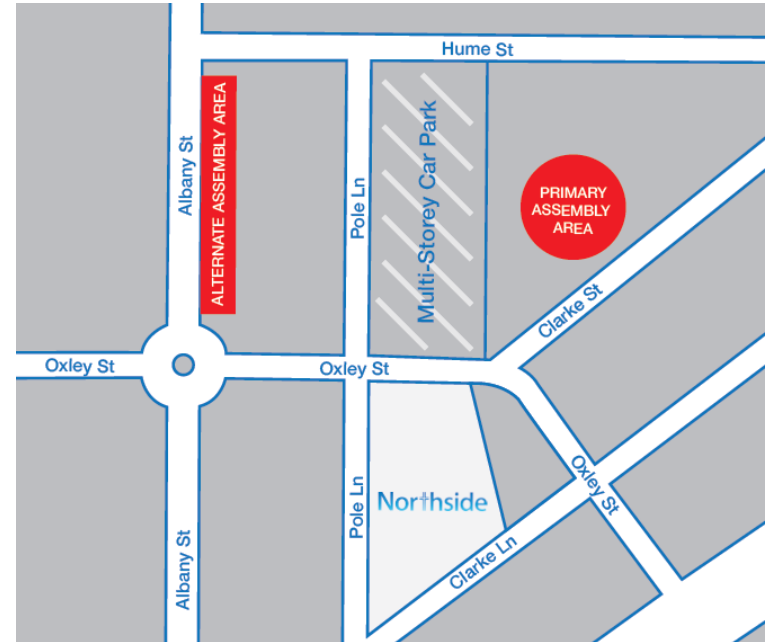 Hume St
Albany St
ALTERNATE ASSEMBLY AREA
Pole Ln
Multi-Storey Car Park
PRIMARY
ASSEMBLY
AREA
Clarke St
Oxley St
Oxley St
Oxley St
Albany St
Pole Ln
Northside
Clarke Ln